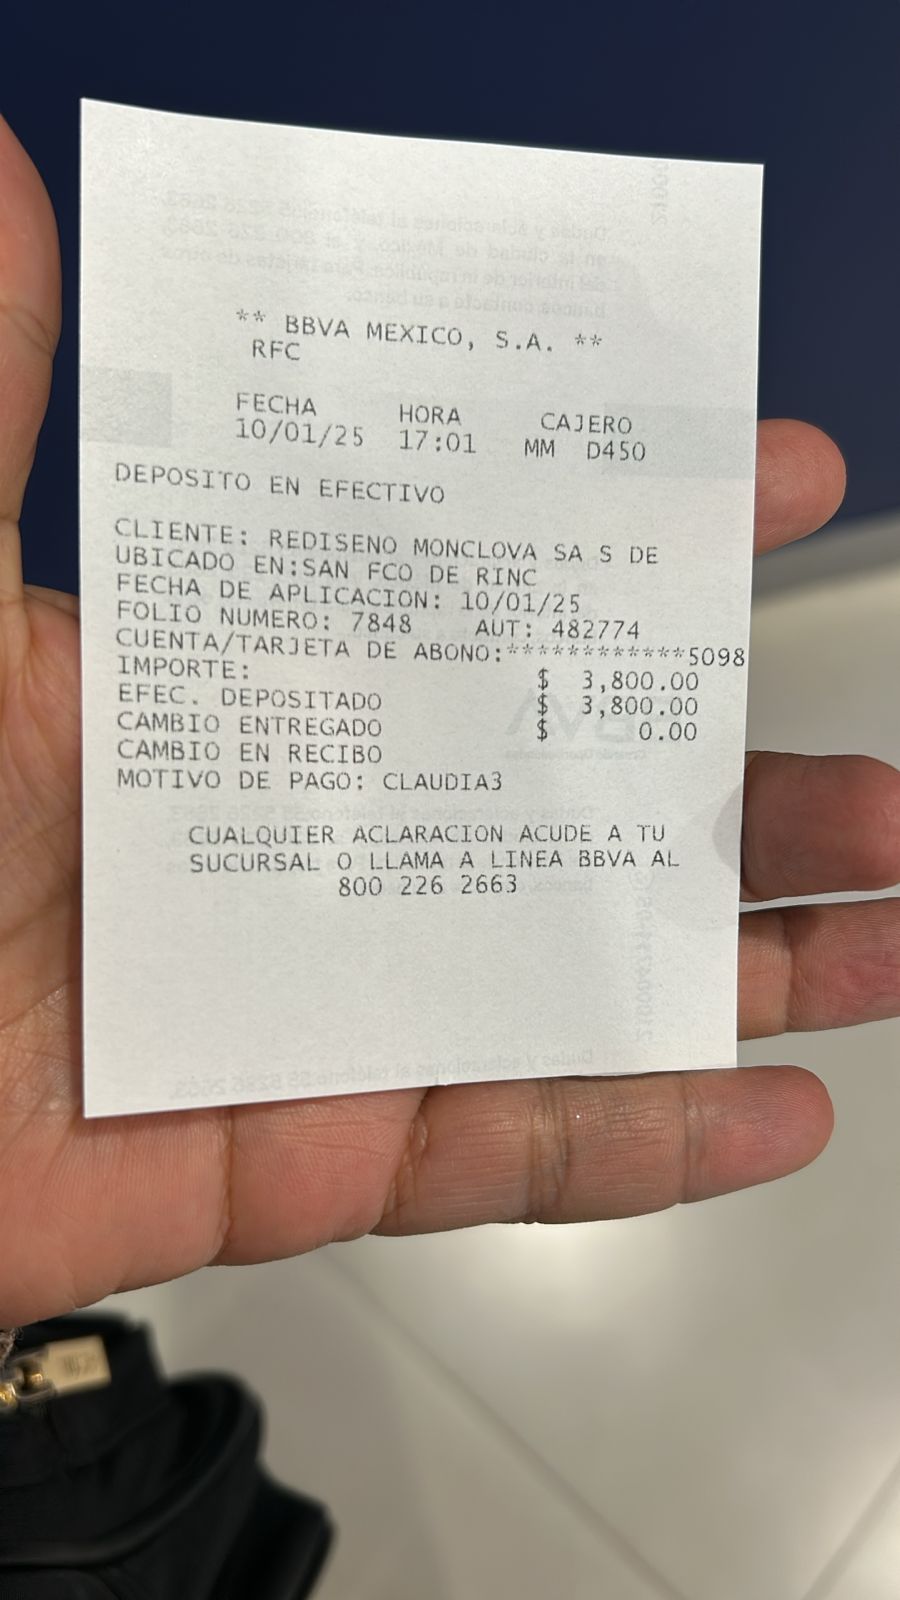 ** BBVA MEXICO, S.A. **
RFC
FECHA HORA CAJERO
10/01/25 17:01 MM D450
DEPOSITO EN EFECTIVO
CLIENTE: REDISENO MONCLOVA SA S DE
UBICADO EN:SAN FCO DE RINC
FECHA DE APLICACION: 10/01/25
FOLIO NUMERO: 7848 AUT: 482774
CUENTA/TARJETA DE ABONO:************5098
IMPORTE: $ 3,800.00
EFEC. DEPOSITADO $ 3,800.00
CAMBIO ENTREGADO $ 0.00
CAMBIO EN RECIBO
MOTIVO DE PAGO: CLAUDIA3
CUALQUIER ACLARACION ACUDE A TU
SUCURSAL O LLAMA A LINEA BBVA AL
800 226 2663